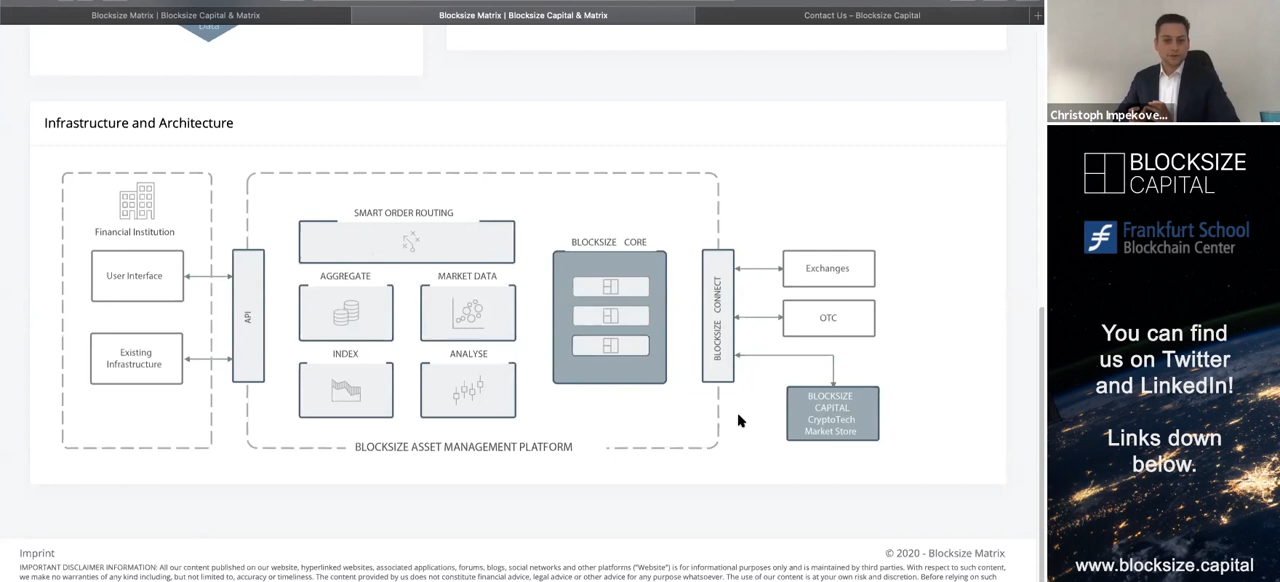 Blocksize Matrix | Blocksize Capital & Matrix
Blocksize Matrix | Blocksize Capital & Matrix
Contact Us – Blocksize Capital
Data
Infrastructure and Architecture
Financial Institution
User Interface
Existing
Infrastructure
API
SMART ORDER ROUTING
AGGREGATE
MARKET DATA
INDEX
ANALYSE
BLOCKSIZE CORE
BLOCKSIZE CONNECT
Exchanges
OTC
BLOCKSIZE
CAPITAL
CryptoTech
Market Store
BLOCKSIZE ASSET MANAGEMENT PLATFORM
Imprint
© 2020 - Blocksize Matrix
IMPORTANT DISCLAIMER INFORMATION: All our content published on our website, hyperlinked websites, associated applications, forums, blogs, social networks and other platforms ("Website") is for informational purposes only and is maintained by third parties. With respect to such content,
we make no warranties of any kind including, but not limited to, accuracy or timeliness. The content provided by us does not constitute financial advice, legal advice or other advice for any purpose whatsoever. The use of our content is at your own risk and discretion. Before relying on such
Christoph Impekove...
BLOCKSIZE
CAPITAL
Frankfurt School
Blockchain Center
You can find
us on Twitter
and LinkedIn!
Links down
below.
www.blocksize.capital